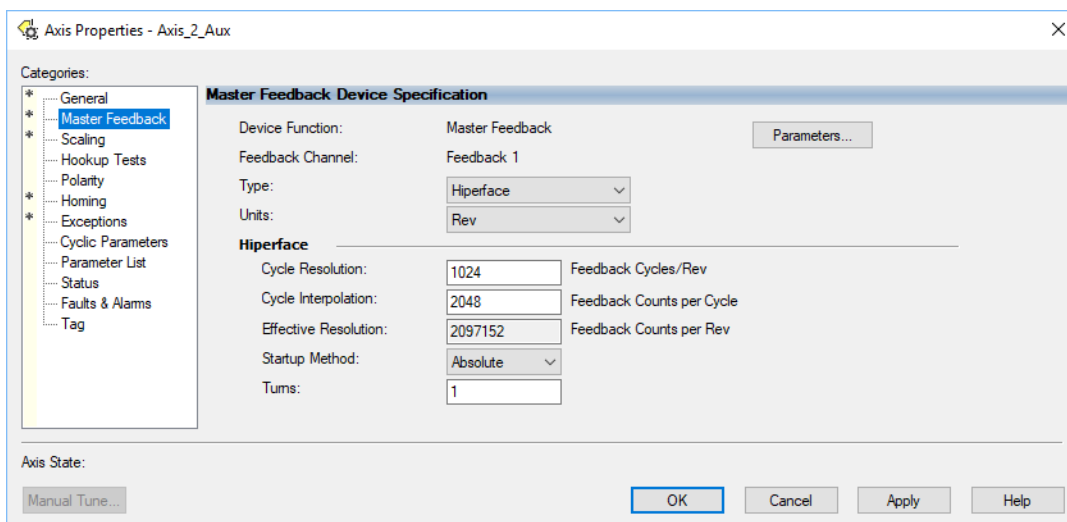 Axis Properties - Axis_2_Aux
Categories:
* General
* Master Feedback
* Scaling
Hookup Tests
Polarity
* Homing
* Exceptions
Cyclic Parameters
Parameter List
Status
Faults & Alarms
Tag
Master Feedback Device Specification
Device Function: Master Feedback Parameters...
Feedback Channel: Feedback 1
Type: Hiperface
Units: Rev
Hiperface
Cycle Resolution: 1024 Feedback Cycles/Rev
Cycle Interpolation: 2048 Feedback Counts per Cycle
Effective Resolution: 2097152 Feedback Counts per Rev
Startup Method: Absolute
Turns: 1
Axis State:
Manual Tune... OK Cancel Apply Help